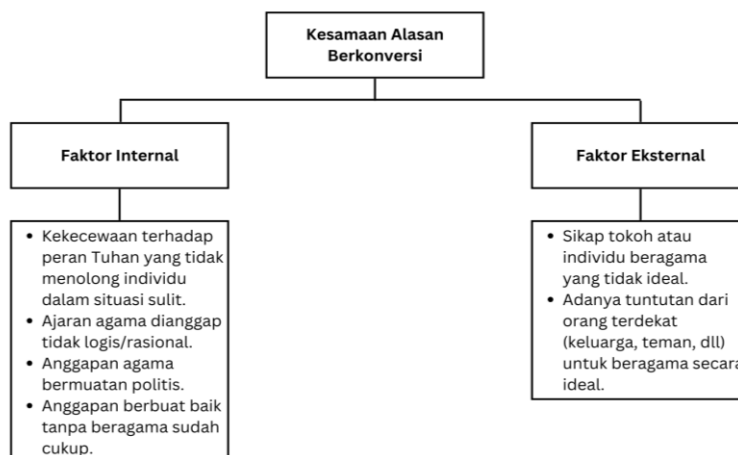 Kesamaan Alasan
Berkonversi
Faktor Internal
Faktor Eksternal
• Kekecewaan terhadap
peran Tuhan yang tidak
menolong individu
dalam situasi sulit.
• Ajaran agama dianggap
tidak logis/rasional.
• Anggapan agama
bermuatan politis.
• Anggapan berbuat baik
tanpa beragama sudah
cukup.
• Sikap tokoh atau
individu beragama
yang tidak ideal.
• Adanya tuntutan dari
orang terdekat
(keluarga, teman, dll)
untuk beragama secara
ideal.